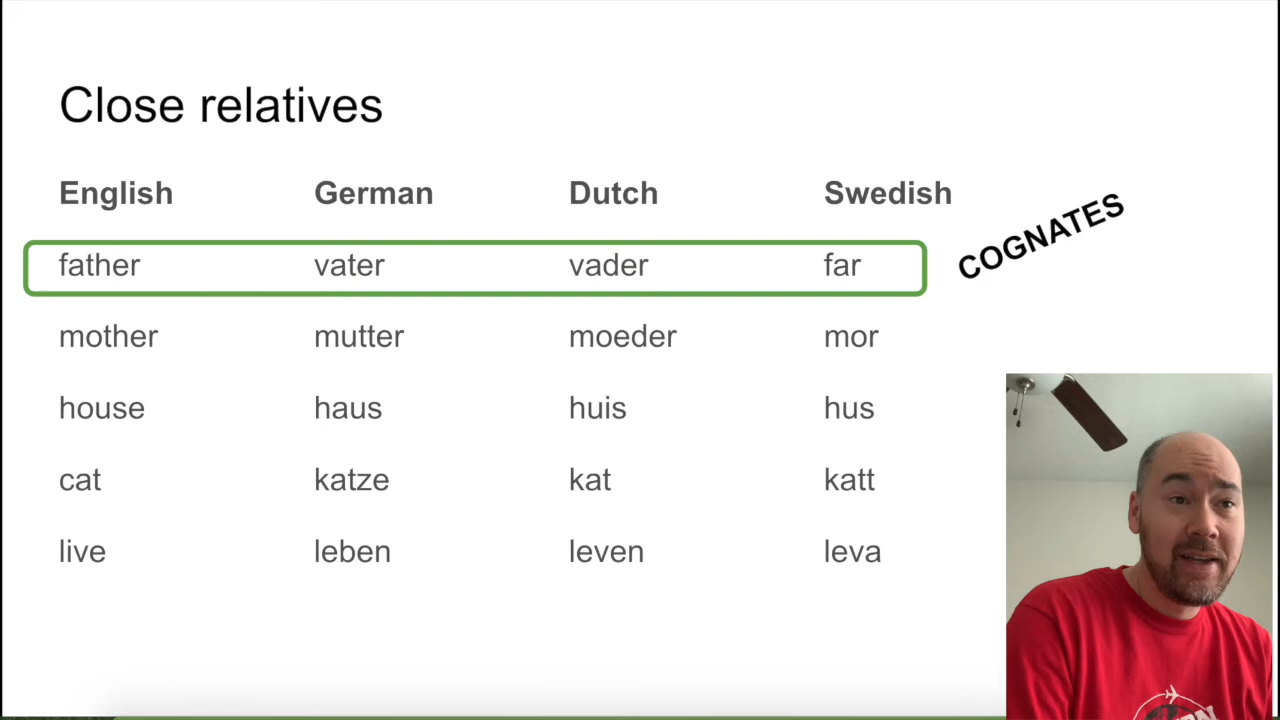 Close relatives
English German Dutch Swedish
COGNATES
father vater vader far
mother mutter moeder mor
house haus huis hus
cat katze kat katt
live leben leven leva